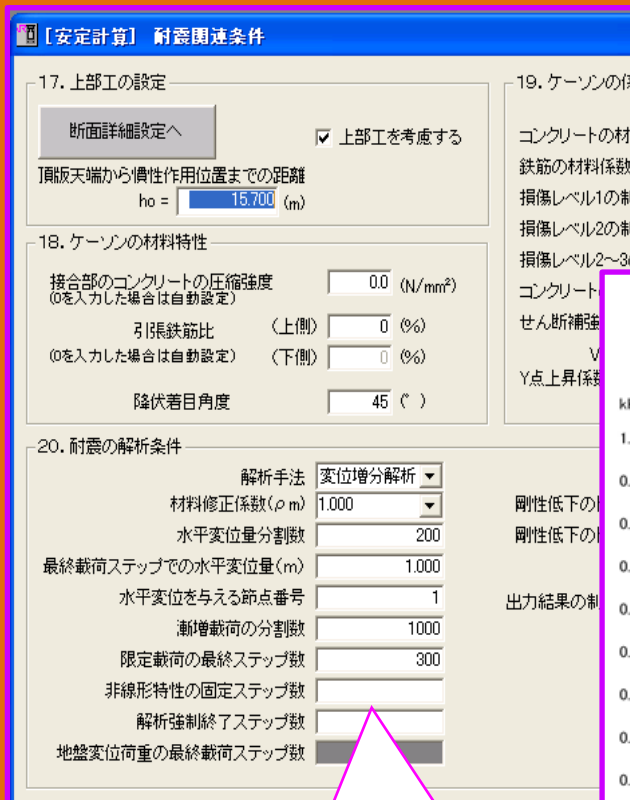 [安定計算] 耐震関連条件
17. 上部工の設定
断面詳細設定へ
上部工を考慮する
頂版天端から慣性作用位置までの距離
ho = 15.700 (m)
18. ケーソンの材料特性
接合部のコンクリートの圧縮強度 0.0 (N/mm²)
(0を入力した場合は自動設定)
引張鉄筋比 (上側) 0 (%)
(0を入力した場合は自動設定) (下側) 0 (%)
降伏着目角度 45 (° )
20. 耐震の解析条件
解析手法 変位増分解析
材料修正係数(ρm) 1.000
水平変位量分割数 200
最終載荷ステップでの水平変位量(m) 1.000
水平変位を与える節点番号 1
漸増載荷の分割数 1000
限定載荷の最終ステップ数 300
非線形特性の固定ステップ数
解析強制終了ステップ数
地盤変位荷重の最終載荷ステップ数
19. ケーソンの
コンクリートの材
鉄筋の材料係数
損傷レベル1の制
損傷レベル2の制
損傷レベル2～3
コンクリート
せん断補強
V
Y点上昇係数
剛性低下の
剛性低下の
出力結果の制
1.
0.
0.
0.
0.
0.
0.
0.
0.